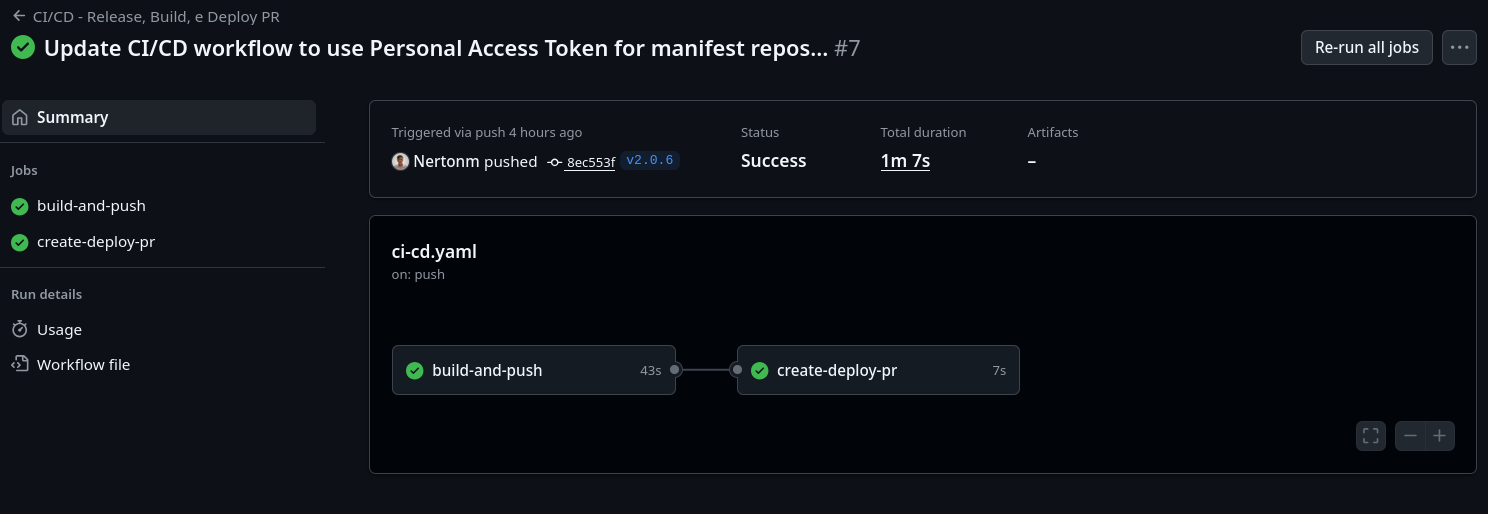 CI/CD - Release, Build, e Deploy PR
Update CI/CD workflow to use Personal Access Token for manifest repos... #7
Re-run all jobs
Summary
Jobs
build-and-push
create-deploy-pr
Run details
Usage
Workflow file
Triggered via push 4 hours ago
Nertonm pushed 8ec553f v2.0.6
Status
Success
Total duration
1m 7s
Artifacts
–
ci-cd.yaml
on: push
build-and-push 43s
create-deploy-pr 7s